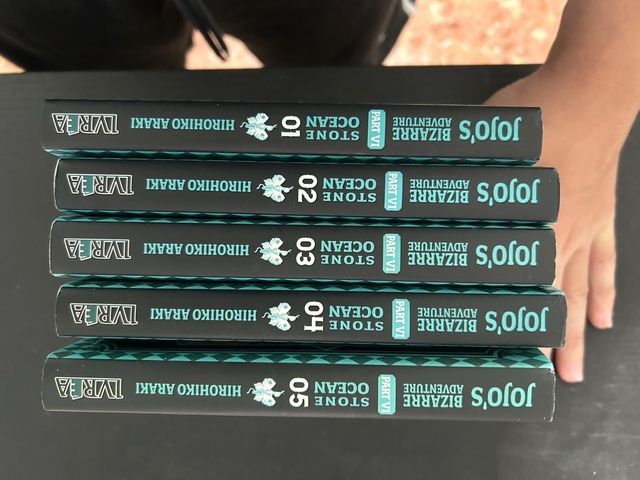 JOJO'S
BIZARRE
ADVENTURE
PART VI
STONE
OCEAN
01
HIROHIKO ARAKI
IVREA
JOJO'S
BIZARRE
ADVENTURE
PART VI
STONE
OCEAN
02
HIROHIKO ARAKI
IVREA
JOJO'S
BIZARRE
ADVENTURE
PART VI
STONE
OCEAN
03
HIROHIKO ARAKI
IVREA
JOJO'S
BIZARRE
ADVENTURE
PART VI
STONE
OCEAN
04
HIROHIKO ARAKI
IVREA
JOJO'S
BIZARRE
ADVENTURE
PART VI
STONE
OCEAN
05
HIROHIKO ARAKI
IVREA